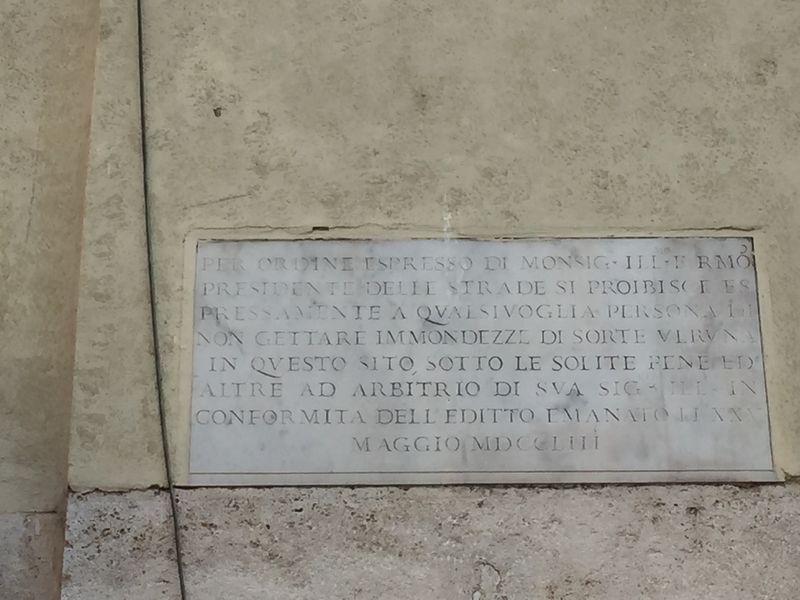 PER ORDINE ESPRESSO DI MONSIG· ILL· E RMO
PRESIDENTE DELLE STRADE SI PROIBISCE ES
PRESSAMENTE A QVALSIVOGLIA PERSONA DI
NON GETTARE IMMONDEZZE DI SORTE VERVNA
IN QVESTO SITO SOTTO LE SOLITE PENE ED
ALTRE AD ARBITRIO DI SVA SIG· ILL· IN
CONFORMITA DELL EDITTO EMANATO LI
MAGGIO MDCCLIII